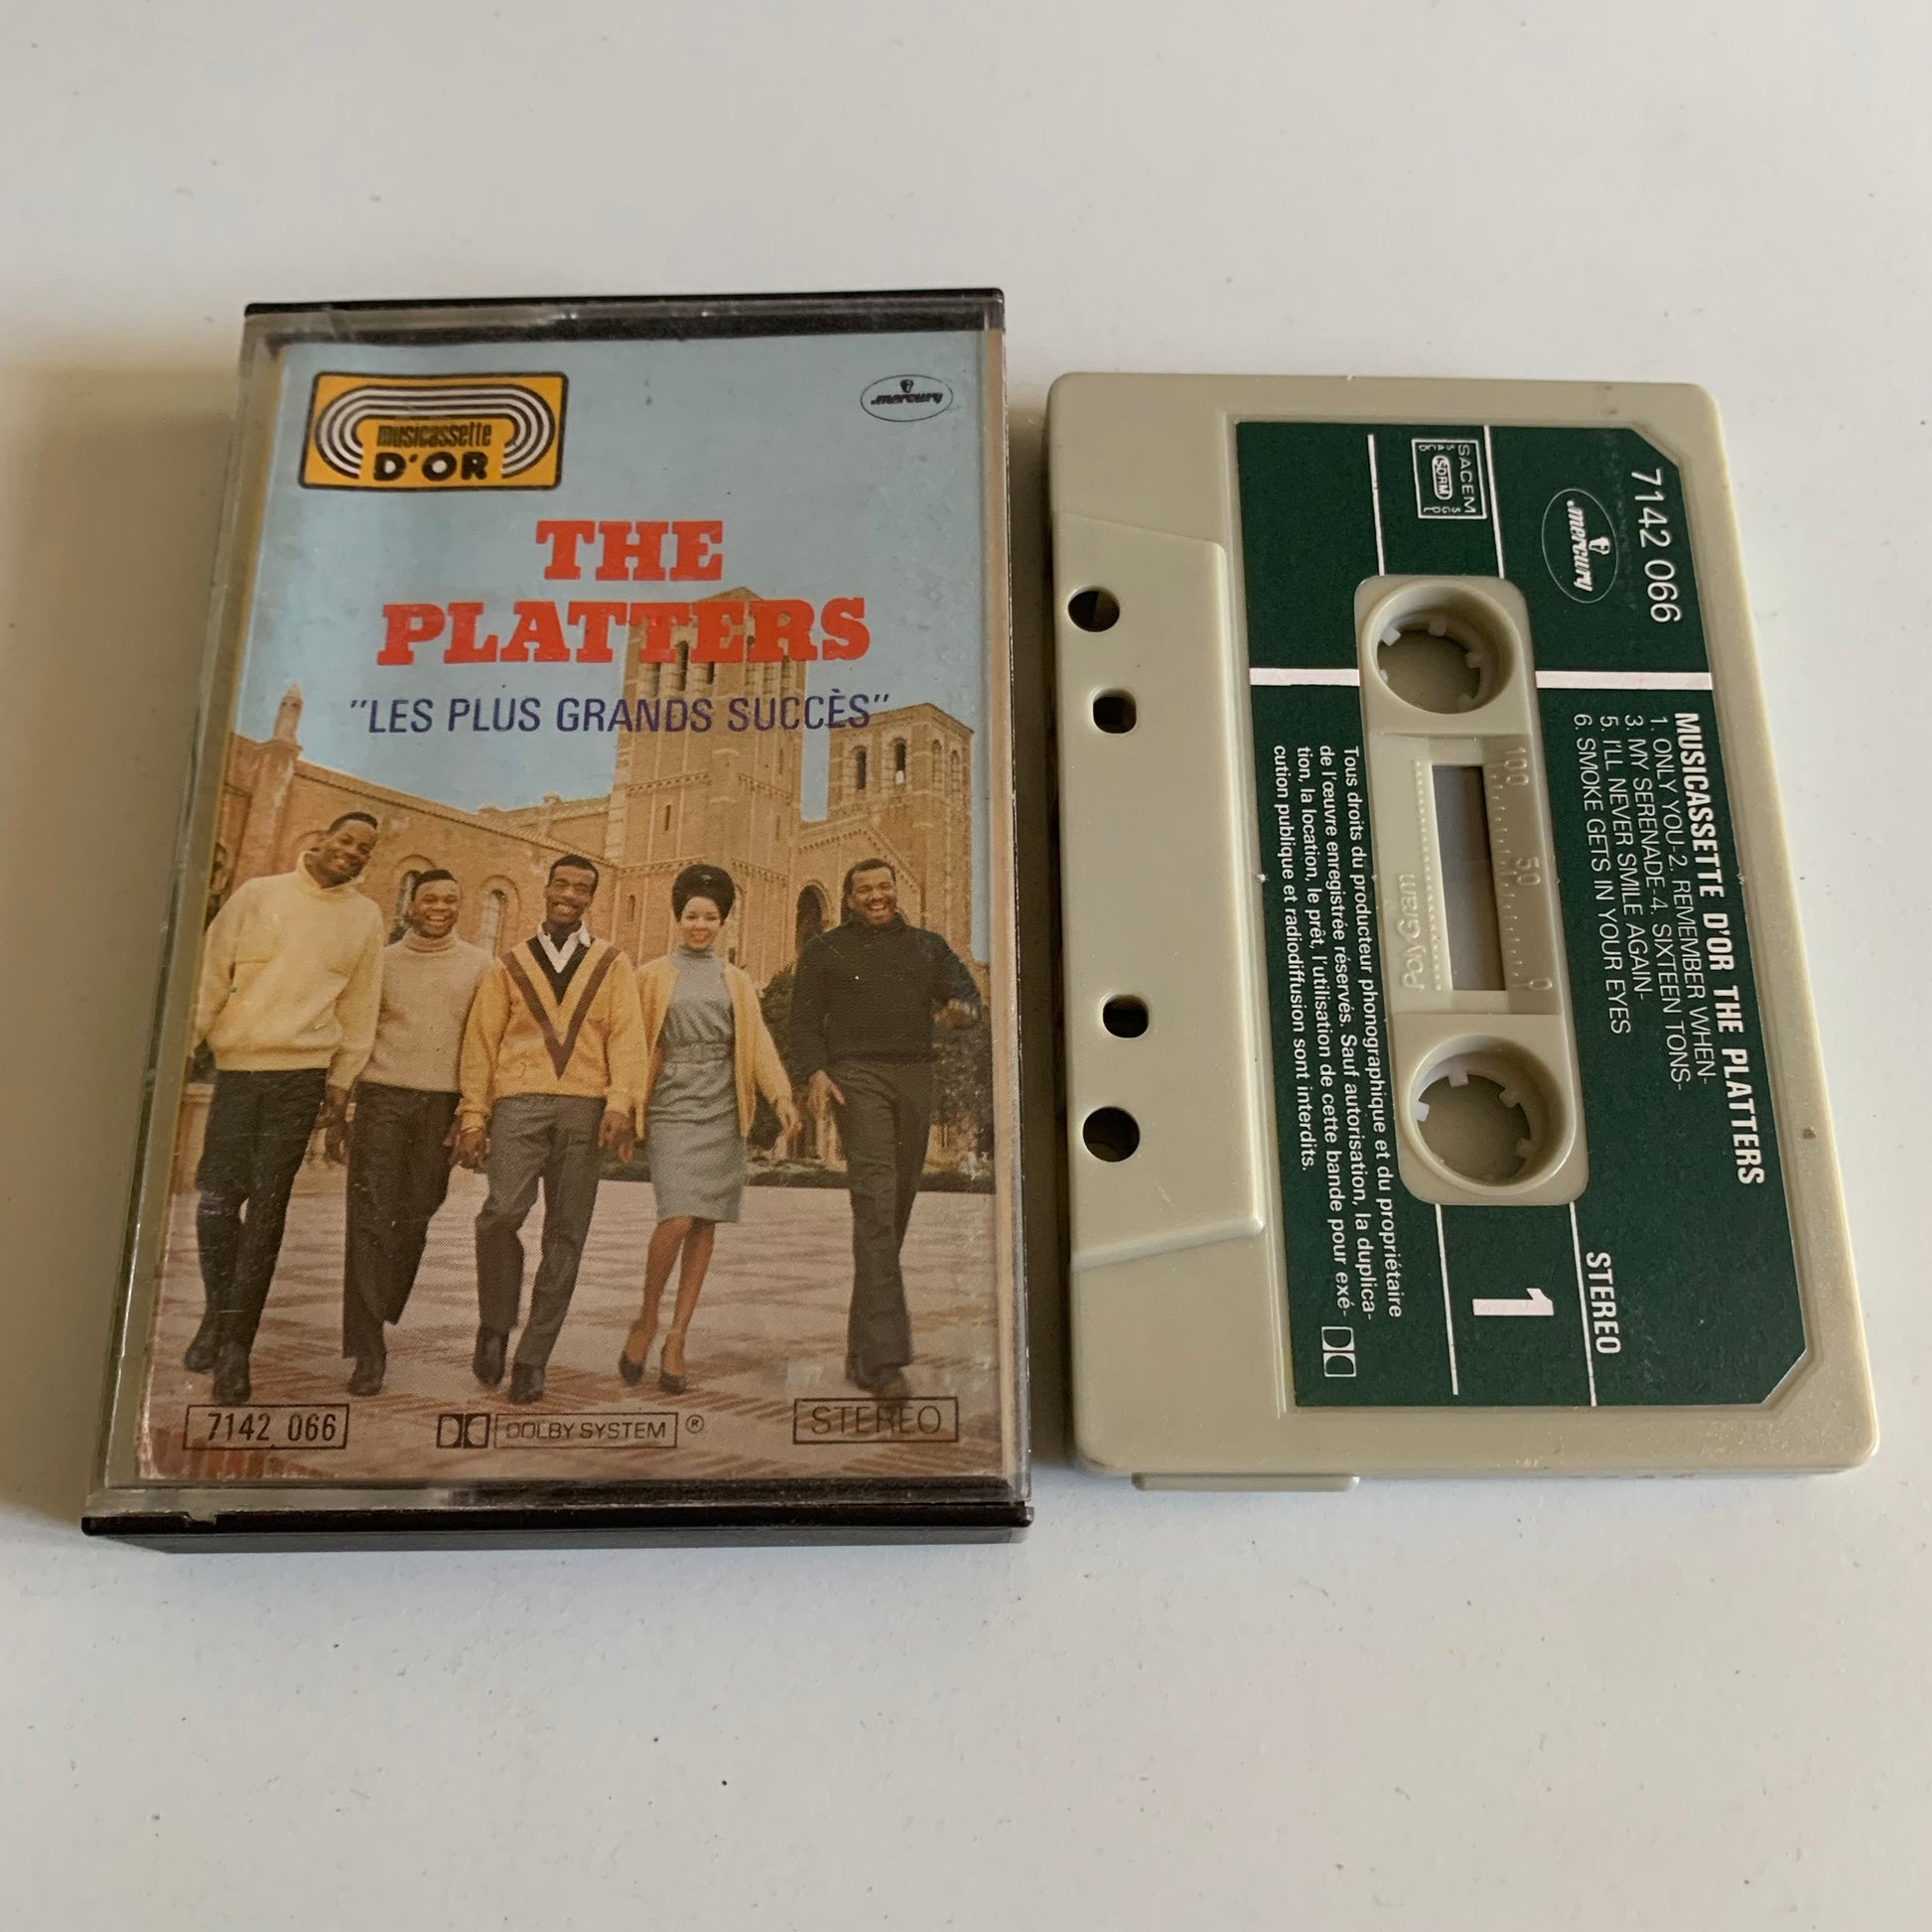 musicassette
D'OR
mercury
THE
PLATTERS
"LES PLUS GRANDS SUCCÈS"
7142 066
DOLBY SYSTEM ®
STEREO
7142 066
mercury
SACEM
SDRM
MUSICASSETTE D'OR THE PLATTERS
1. ONLY YOU-2. REMEMBER WHEN-
3. MY SERENADE-4. SIXTEEN TONS-
5. I'LL NEVER SMILE AGAIN-
6. SMOKE GETS IN YOUR EYES
STEREO
1
100 50 0
PolyGram
Tous droits du producteur phonographique et du propriétaire
de l'œuvre enregistrée réservés. Sauf autorisation, la duplica-
tion, la location, le prêt, l'utilisation de cette bande pour exé-
cution publique et radiodiffusion sont interdits.